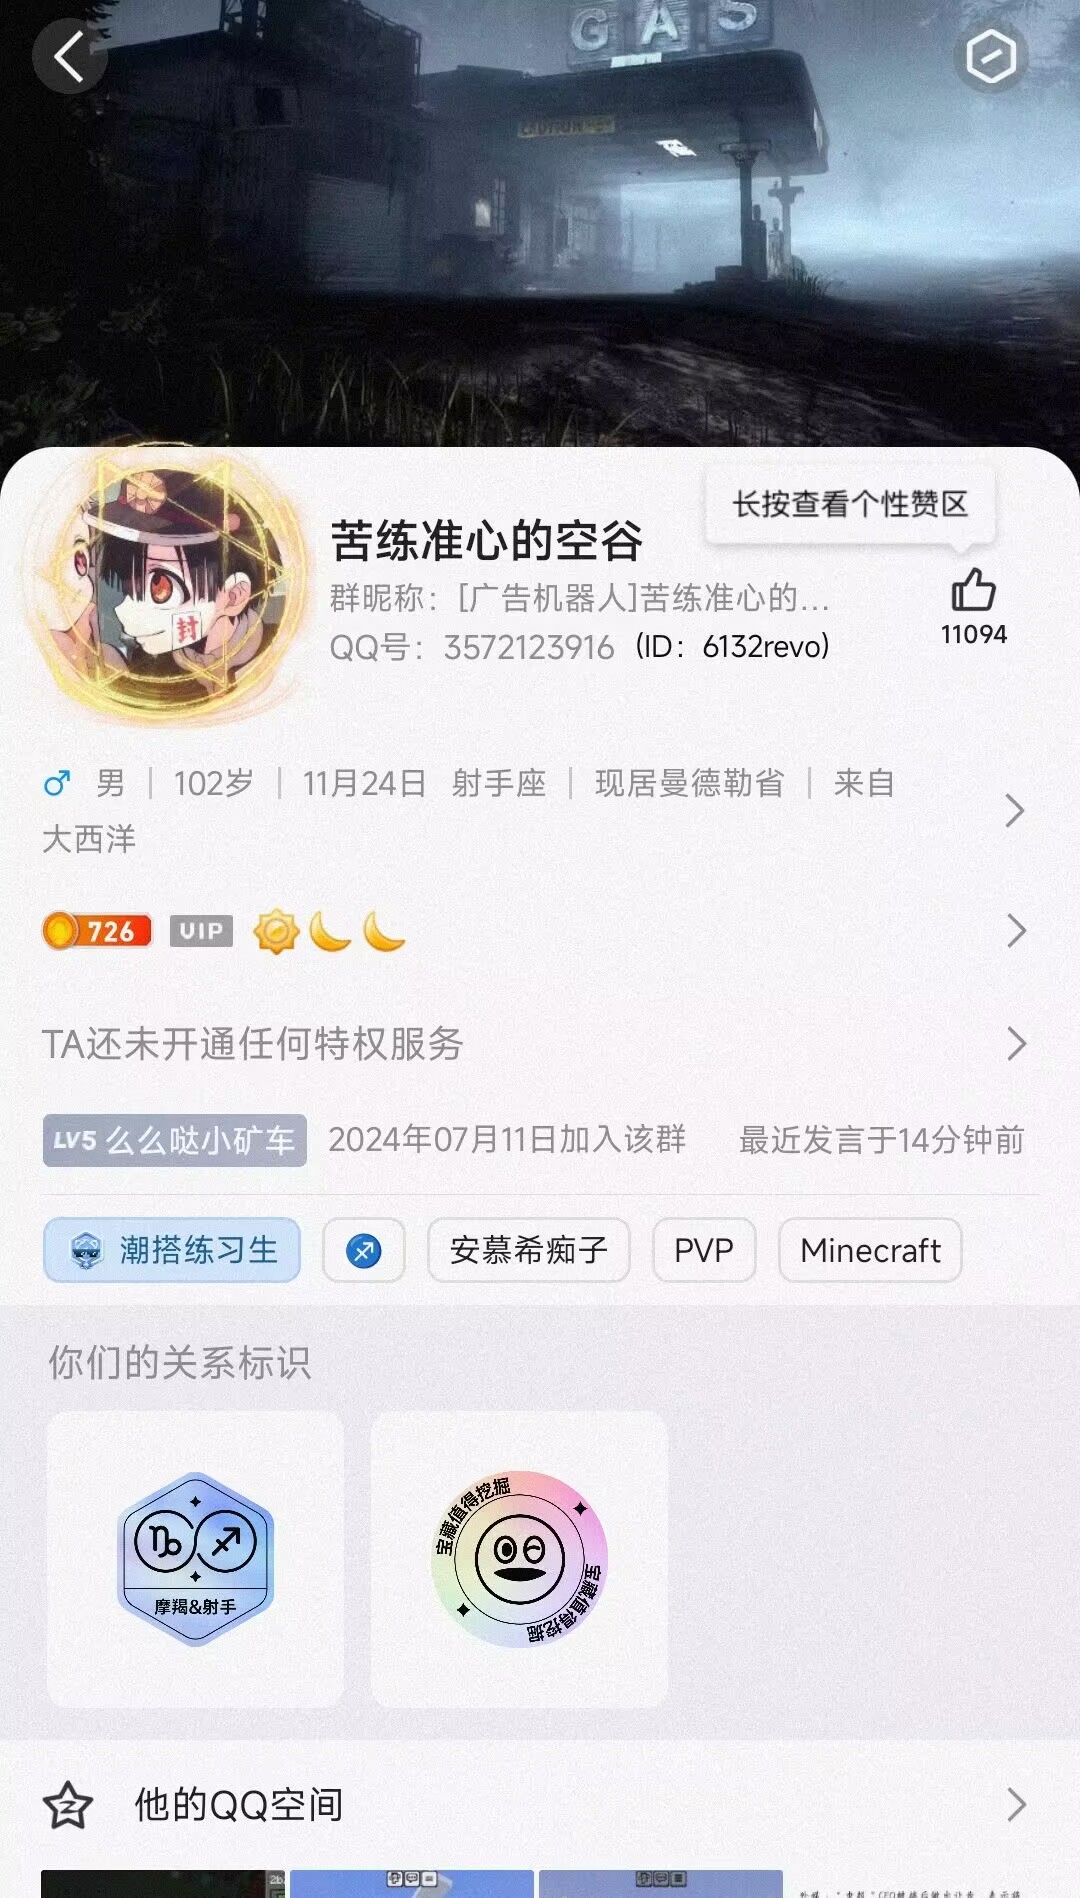 GAS
CAUTION
长按查看个性赞区
苦练准心的空谷
群昵称：[广告机器人]苦练准心的...
QQ号：3572123916（ID：6132revo）
11094
男 | 102岁 | 11月24日 射手座 | 现居曼德勒省 | 来自
大西洋
726 VIP
TA还未开通任何特权服务
LV5 么么哒小矿车 2024年07月11日加入该群 最近发言于14分钟前
潮搭练习生 安慕希痴子 PVP Minecraft
你们的关系标识
摩羯&射手
宝藏值得挖掘
宝藏值得挖掘
他的QQ空间